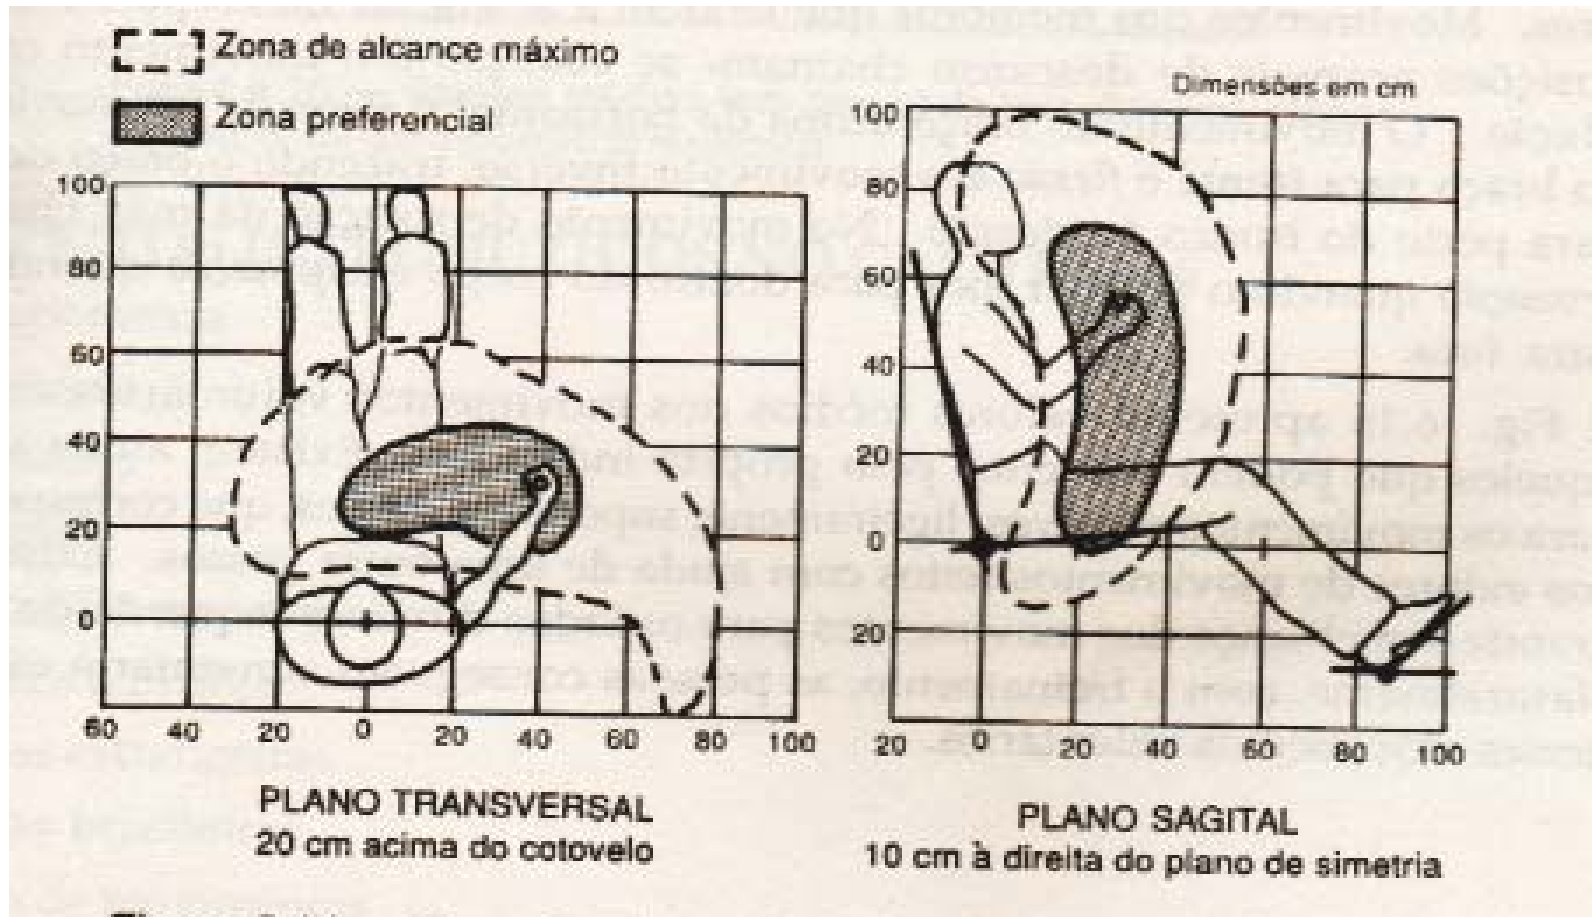 Zona de alcance máximo
Zona preferencial
Dimensões em cm
100
80
60
40
20
0
60 40 20 0 20 40 60 80 100
PLANO TRANSVERSAL
20 cm acima do cotovelo
100
80
60
40
20
0
20
20 0 20 40 60 80 100
PLANO SAGITAL
10 cm à direita do plano de simetria